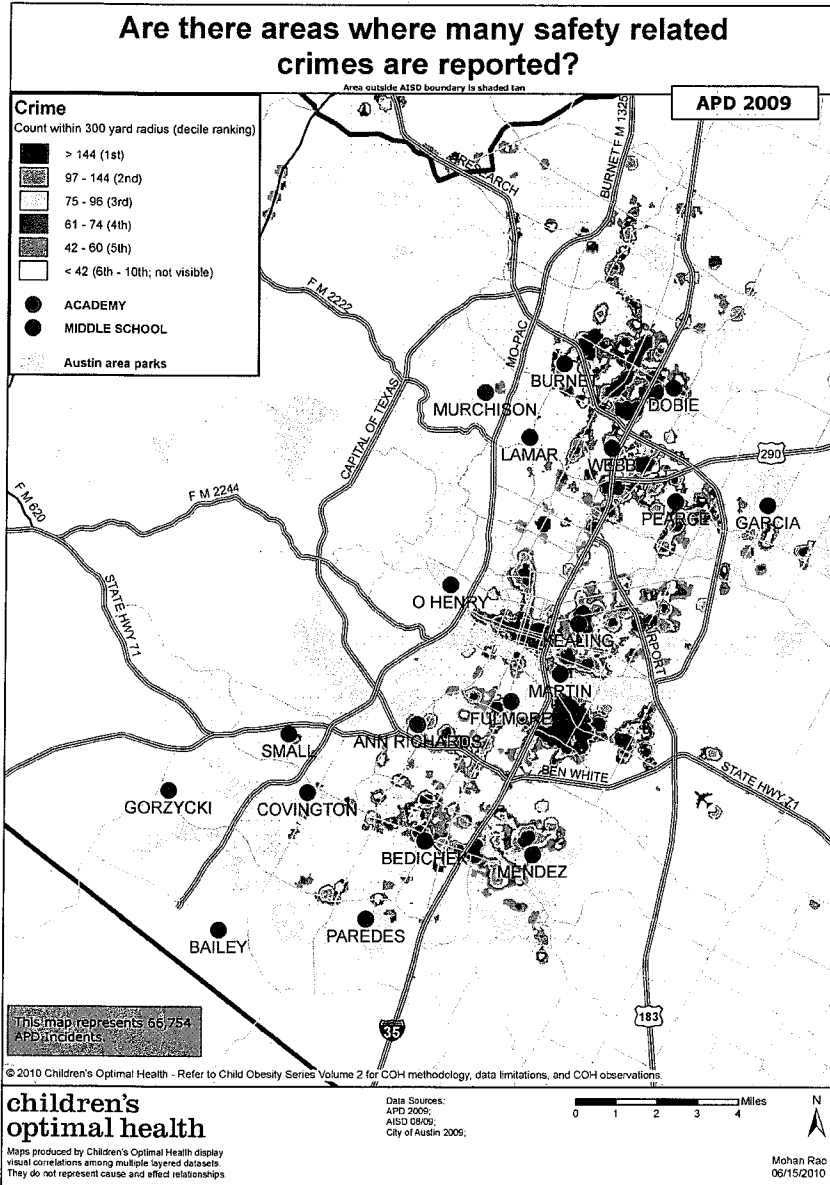 Are there areas where many safety related
crimes are reported?
Area outside AISD boundary is shaded tan
APD 2009
Crime
Count within 300 yard radius (decile ranking)
> 144 (1st)
97 - 144 (2nd)
75 - 96 (3rd)
61 - 74 (4th)
42 - 60 (5th)
< 42 (6th - 10th; not visible)
ACADEMY
MIDDLE SCHOOL
Austin area parks
BURNET F M 1325
F M 2222
MO-PAC
CAPITAL OF TEXAS
BURNE
MURCHISON
DOBIE
LAMAR
WEBB
290
F M 2244
F M 620
PEARCE
GARCIA
STATE HWY 71
O HENRY
EALING
MARTIN
FULMORE
SMALL
ANN RICHARDS
BEN WHITE
STATE HWY 71
GORZYCKI
COVINGTON
BEDICHEK
MENDEZ
PAREDES
BAILEY
183
35
This map represents 66,754
APD Incidents.
© 2010 Children's Optimal Health - Refer to Child Obesity Series Volume 2 for COH methodology, data limitations, and COH observations.
children's
optimal health
Maps produced by Children's Optimal Health display
visual correlations among multiple layered datasets.
They do not represent cause and effect relationships.
Data Sources:
APD 2009;
AISD 08/09;
City of Austin 2009;
0 1 2 3 4 Miles
N
Mohan Rao
06/15/2010